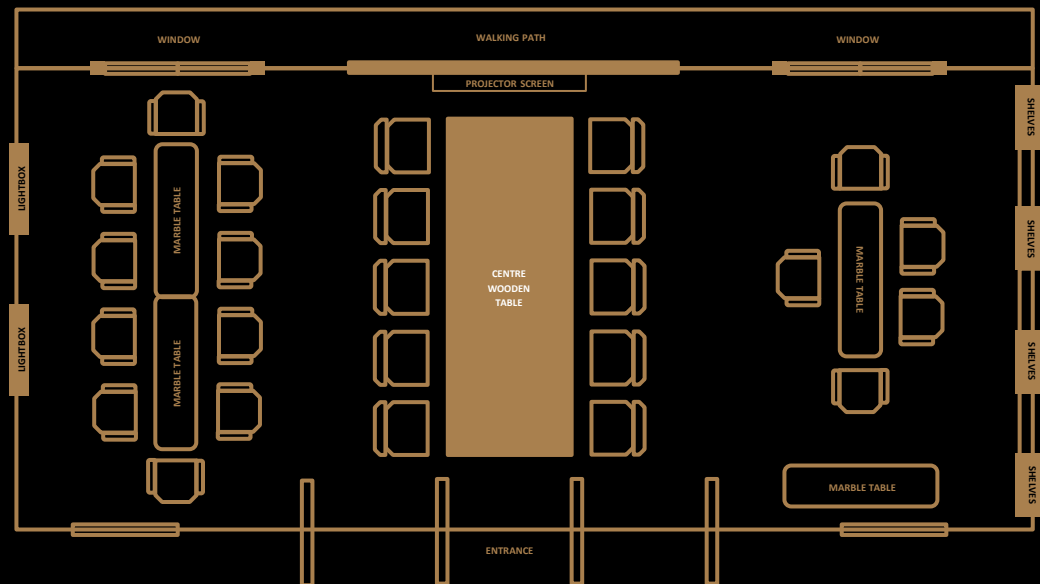 WINDOW
WALKING PATH
WINDOW
PROJECTOR SCREEN
SHELVES
LIGHTBOX
MARBLE TABLE
SHELVES
MARBLE TABLE
CENTRE
WOODEN
TABLE
LIGHTBOX
MARBLE TABLE
SHELVES
SHELVES
MARBLE TABLE
ENTRANCE